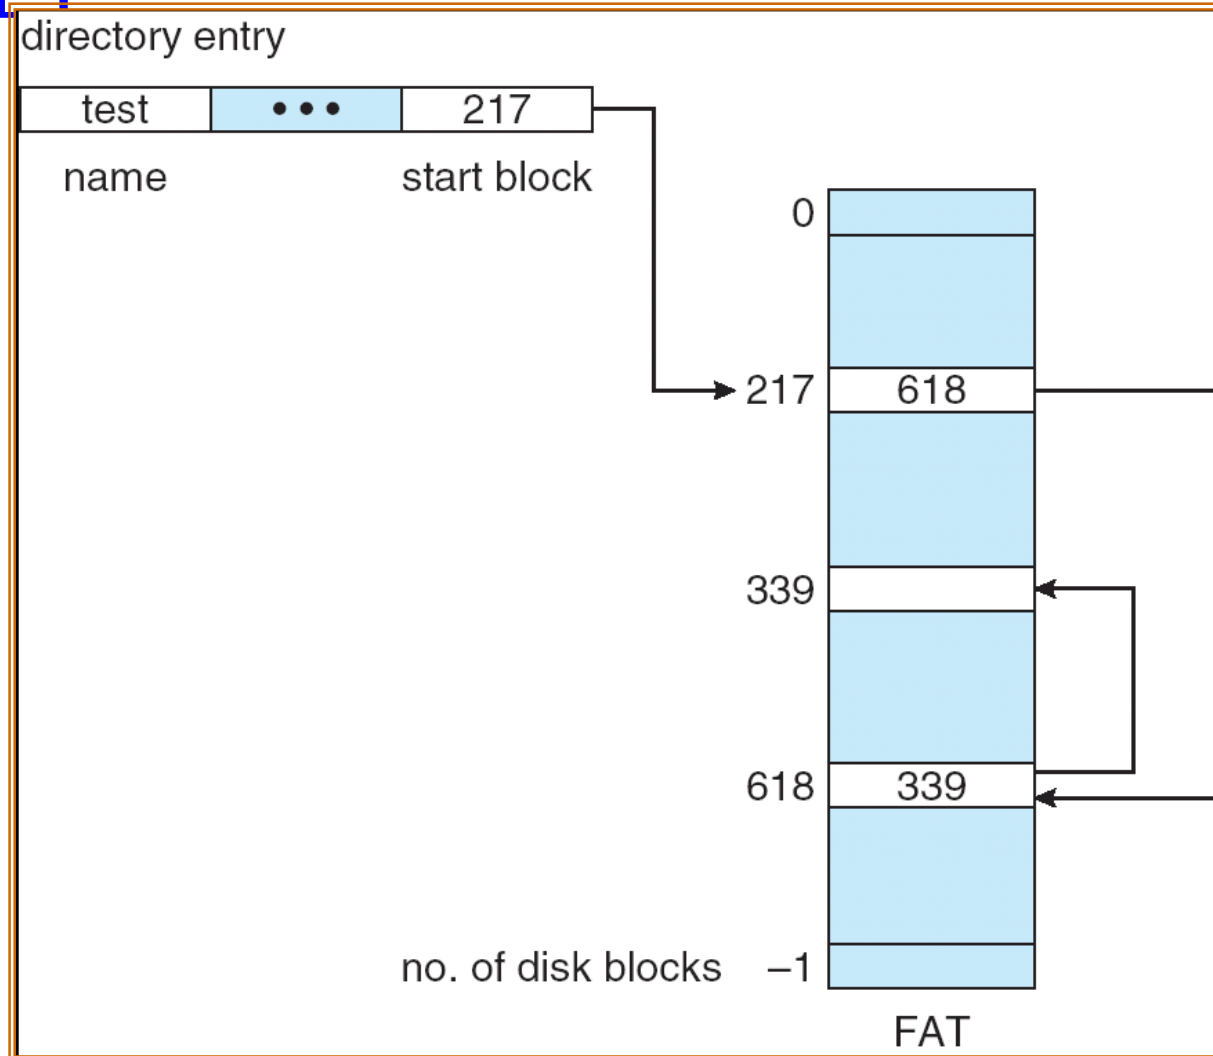 directory entry
test ••• 217
name start block
0
217 618
339
618 339
no. of disk blocks –1
FAT